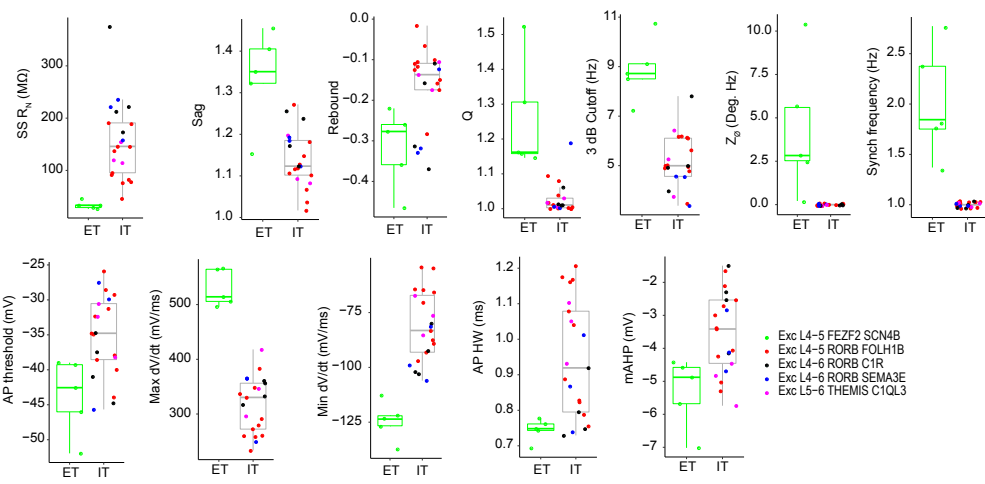 SS R_N (MΩ)
300
200
100
ET IT
Sag
1.4
1.3
1.2
1.1
1.0
ET IT
Rebound
0.0
−0.1
−0.2
−0.3
−0.4
ET IT
Q
1.5
1.4
1.3
1.2
1.1
1.0
ET IT
3 dB Cutoff (Hz)
11
9
7
5
ET IT
Z_Ø (Deg. Hz)
10.0
7.5
5.0
2.5
0.0
ET IT
Synch frequency (Hz)
2.5
2.0
1.5
1.0
ET IT
AP threshold (mV)
−25
−30
−35
−40
−45
−50
ET IT
Max dV/dt (mV/ms)
500
400
300
ET IT
Min dV/dt (mV//ms)
−75
−100
−125
ET IT
AP HW (ms)
1.2
1.1
1.0
0.9
0.8
0.7
ET IT
mAHP (mV)
−2
−3
−4
−5
−6
−7
ET IT
Exc L4-5 FEZF2 SCN4B
Exc L4-5 RORB FOLH1B
Exc L4-6 RORB C1R
Exc L4-6 RORB SEMA3E
Exc L5-6 THEMIS C1QL3